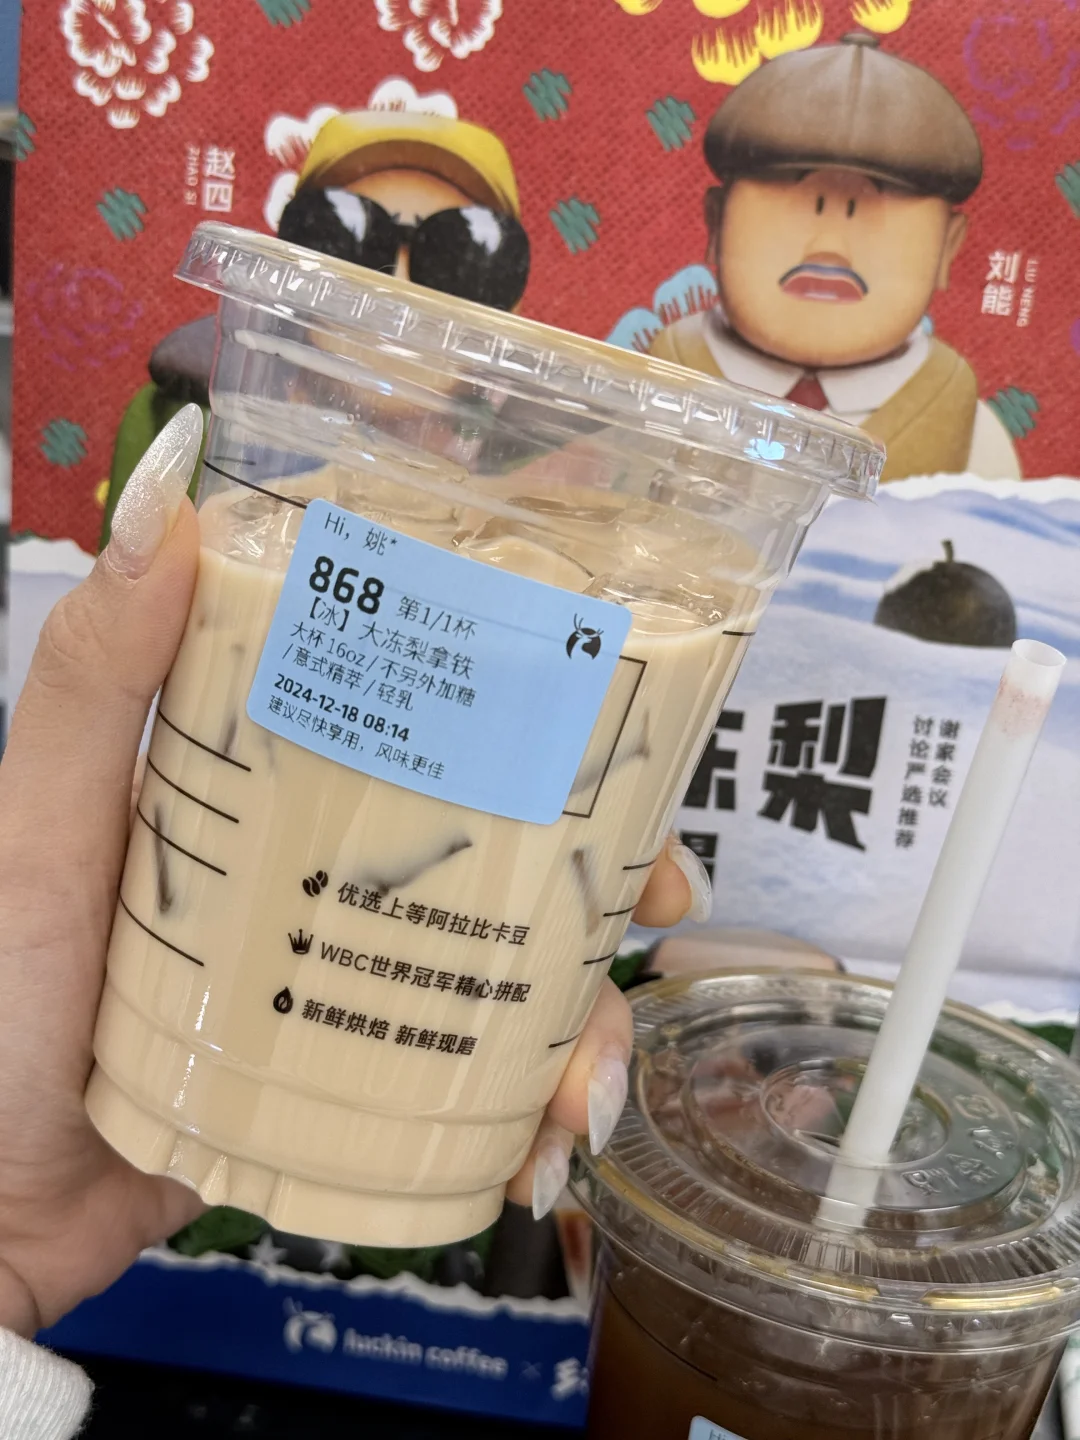 赵四
ZHAO SI
刘能
LIU NENG
Hi，姚*
868 第1/1杯
【冰】大冻梨拿铁
大杯 16oz/不另外加糖
/意式精萃/轻乳
2024-12-18 08:14
建议尽快享用，风味更佳
优选上等阿拉比卡豆
WBC世界冠军精心拼配
新鲜烘焙 新鲜现磨
冻梨
谢家会议
讨论严选推荐
luckin coffee ×